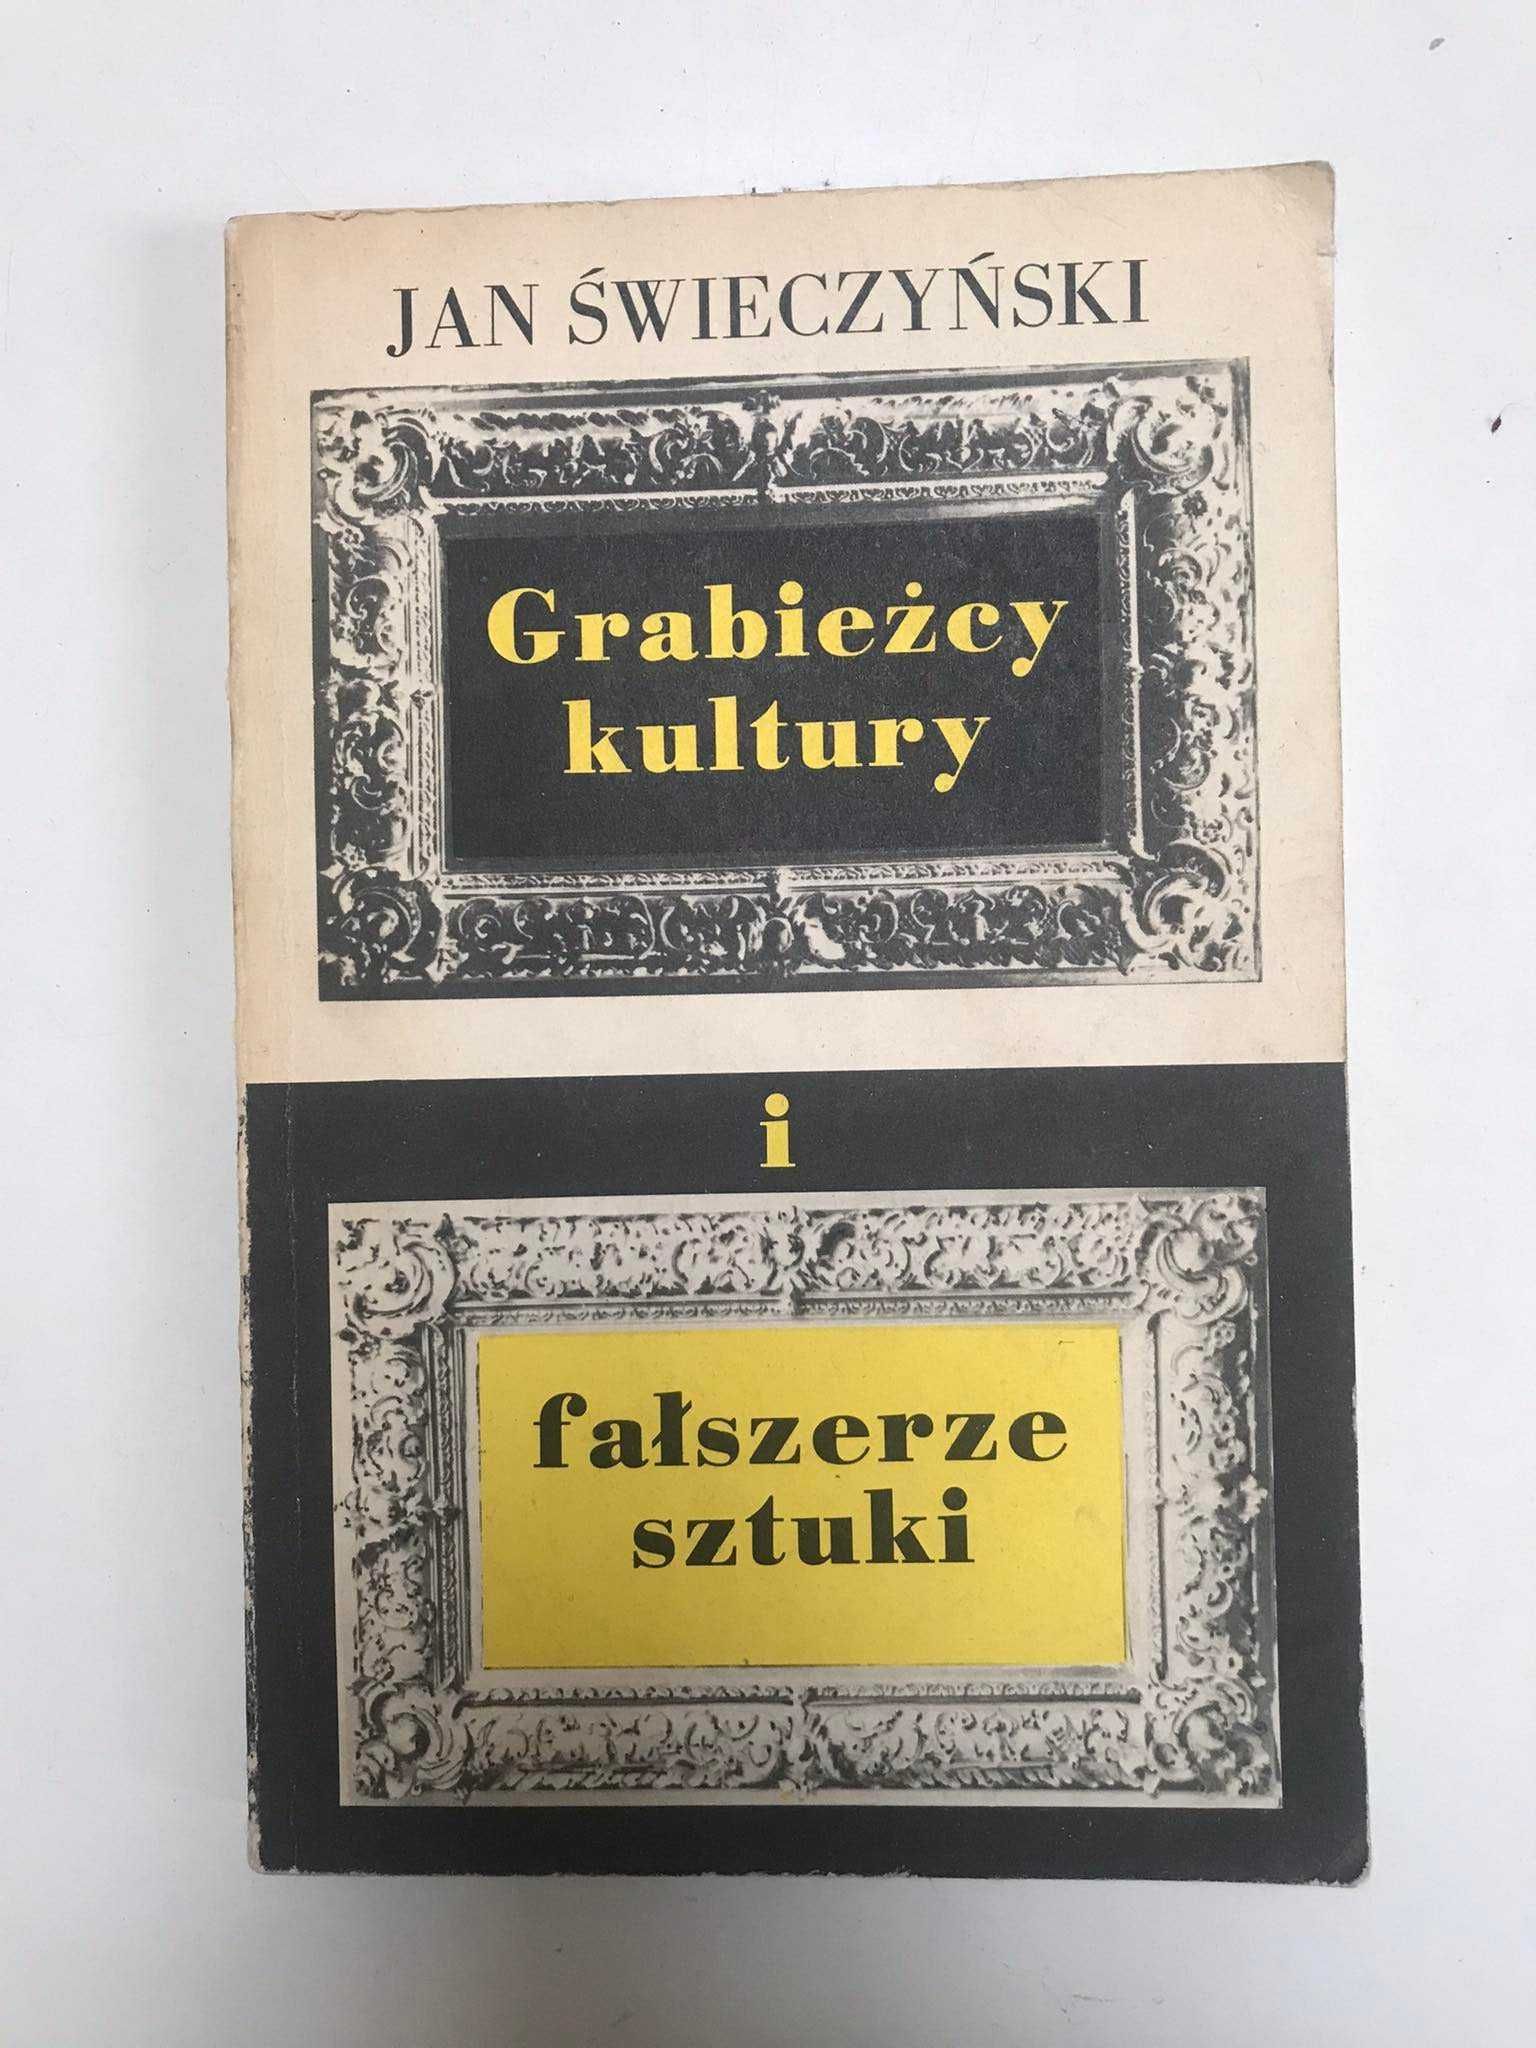 JAN ŚWIECZYŃSKI
Grabieżcy
kultury
i
fałszerze
sztuki